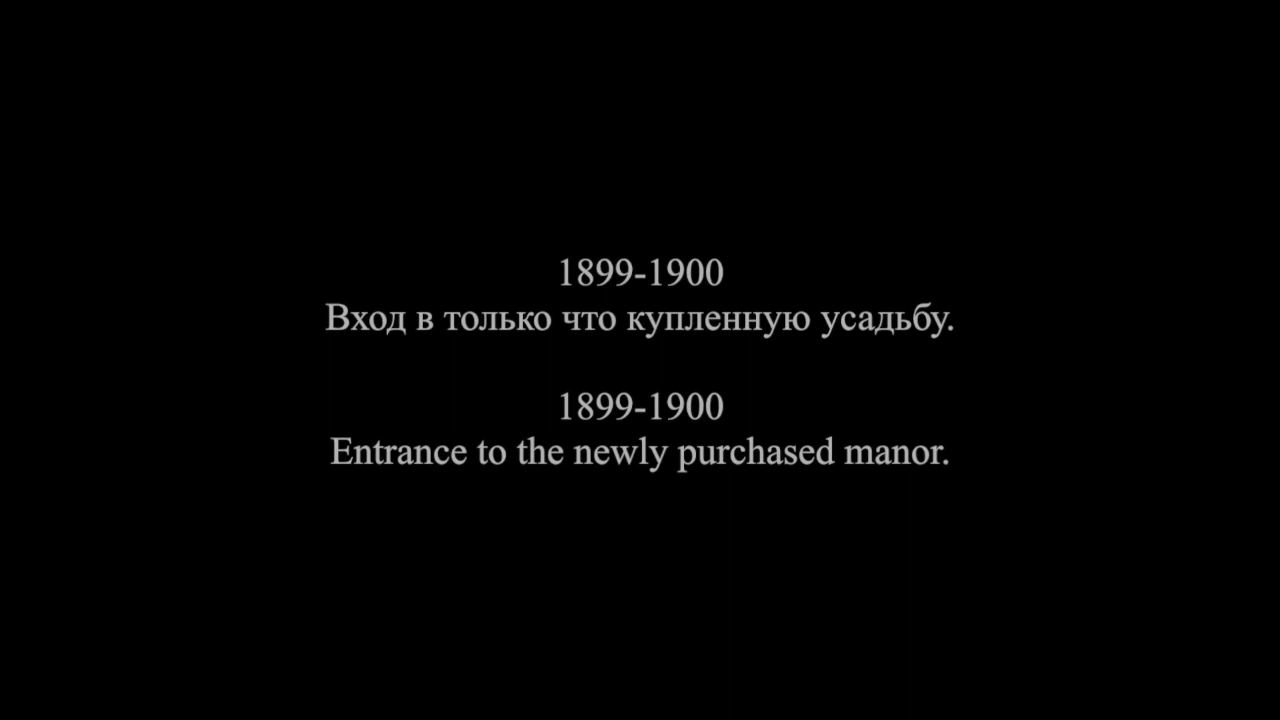 1899-1900
Вход в только что купленную усадьбу.
1899-1900
Entrance to the newly purchased manor.